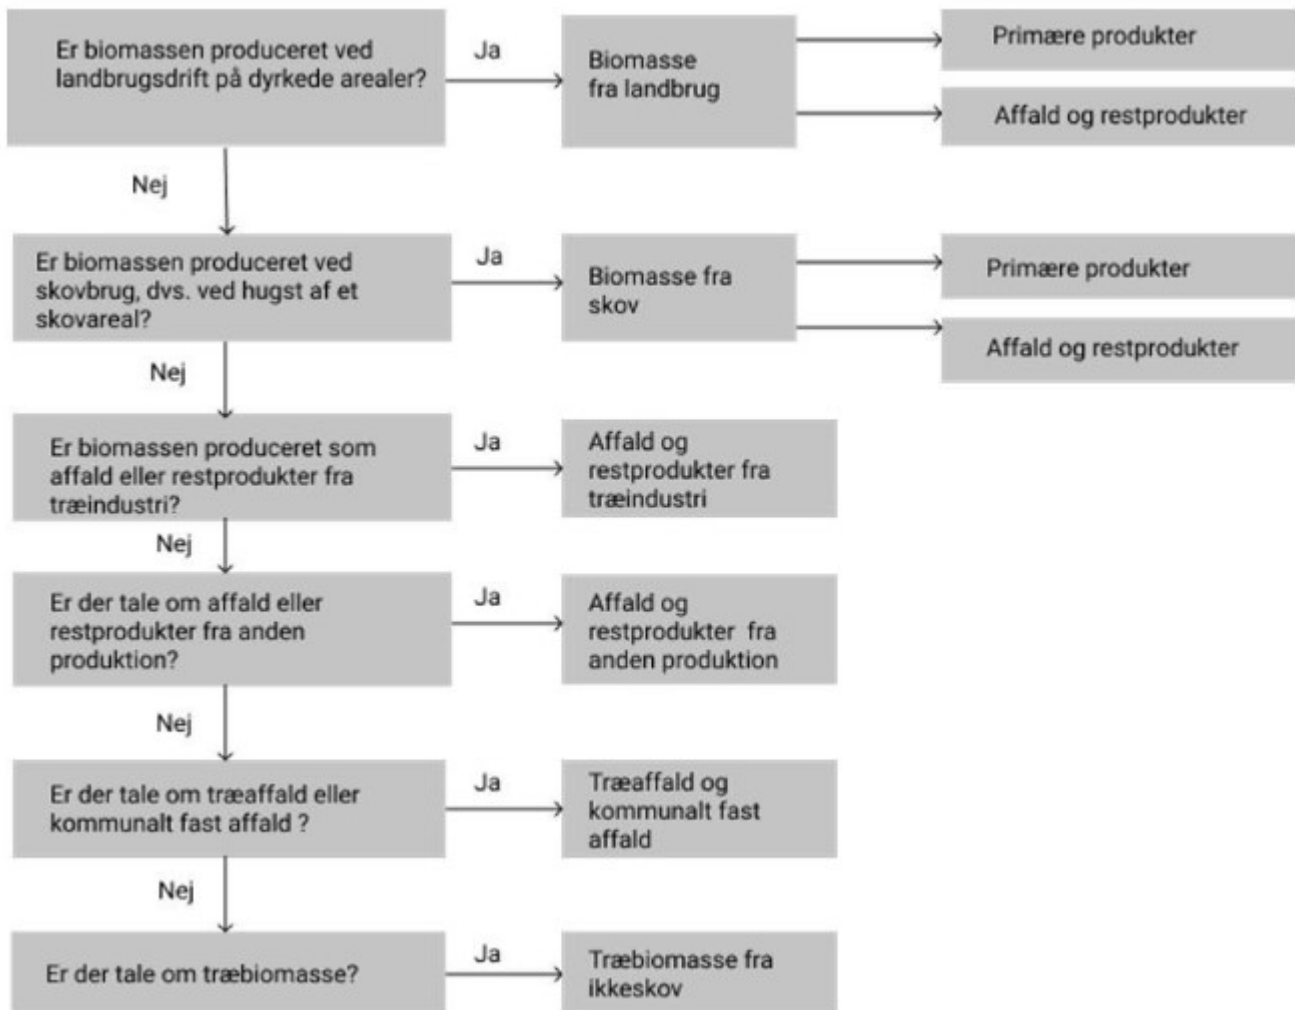 Er biomassen produceret ved
landbrugsdrift på dyrkede arealer?
Ja
Biomasse
fra landbrug
Primære produkter
Affald og restprodukter
Nej
Er biomassen produceret ved
skovbrug, dvs. ved hugst af et
skovareal?
Ja
Biomasse fra
skov
Primære produkter
Affald og restprodukter
Nej
Er biomassen produceret som
affald eller restprodukter fra
træindustri?
Ja
Affald og
restprodukter fra
træindustri
Nej
Er der tale om affald eller
restprodukter fra anden
produktion?
Ja
Affald og
restprodukter  fra
anden produktion
Nej
Er der tale om træaffald eller
kommunalt fast affald ?
Ja
Træaffald og
kommunalt fast
affald
Nej
Er der tale om træbiomasse?
Ja
Træbiomasse fra
ikkeskov